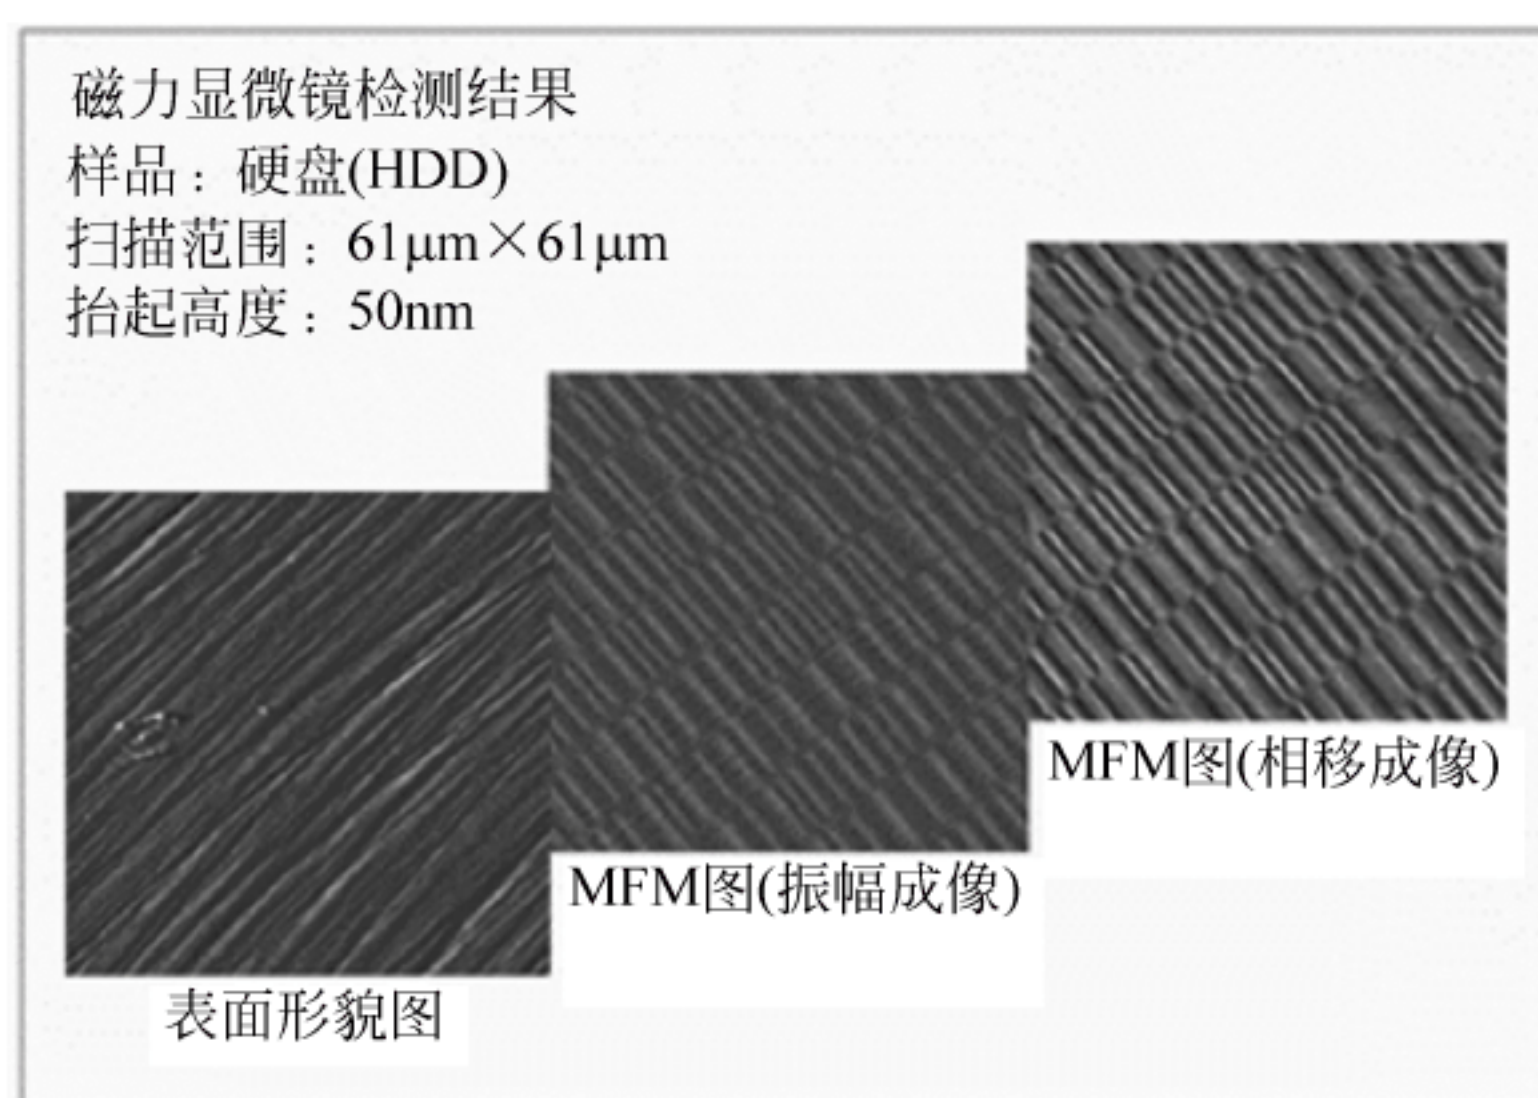 磁力显微镜检测结果
样品：硬盘(HDD)
扫描范围：61μm×61μm
抬起高度：50nm
MFM图(相移成像)
MFM图(振幅成像)
表面形貌图